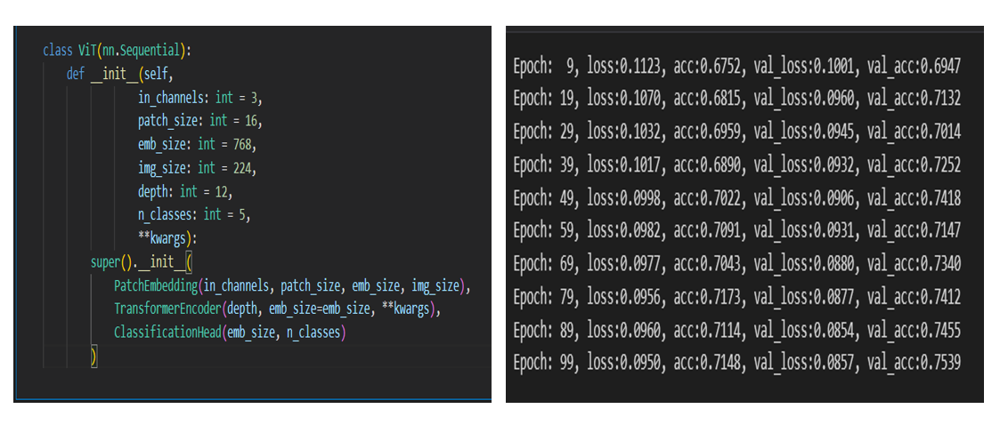 class ViT(nn.Sequential):
def __init__(self,
in_channels: int = 3,
patch_size: int = 16,
emb_size: int = 768,
img_size: int = 224,
depth: int = 12,
n_classes: int = 5,
**kwargs):
super().__init__(
PatchEmbedding(in_channels, patch_size, emb_size, img_size),
TransformerEncoder(depth, emb_size=emb_size, **kwargs),
ClassificationHead(emb_size, n_classes)
)
Epoch: 9, loss:0.1123, acc:0.6752, val_loss:0.1001, val_acc:0.6947
Epoch: 19, loss:0.1070, acc:0.6815, val_loss:0.0960, val_acc:0.7132
Epoch: 29, loss:0.1032, acc:0.6959, val_loss:0.0945, val_acc:0.7014
Epoch: 39, loss:0.1017, acc:0.6890, val_loss:0.0932, val_acc:0.7252
Epoch: 49, loss:0.0998, acc:0.7022, val_loss:0.0906, val_acc:0.7418
Epoch: 59, loss:0.0982, acc:0.7091, val_loss:0.0931, val_acc:0.7147
Epoch: 69, loss:0.0977, acc:0.7043, val_loss:0.0880, val_acc:0.7340
Epoch: 79, loss:0.0956, acc:0.7173, val_loss:0.0877, val_acc:0.7412
Epoch: 89, loss:0.0960, acc:0.7114, val_loss:0.0854, val_acc:0.7455
Epoch: 99, loss:0.0950, acc:0.7148, val_loss:0.0857, val_acc:0.7539